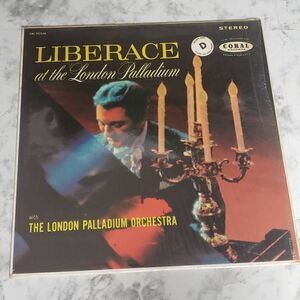 STEREO
LIBERACE
at the London Palladium
D
CORAL
with
THE LONDON PALLADIUM ORCHESTRA